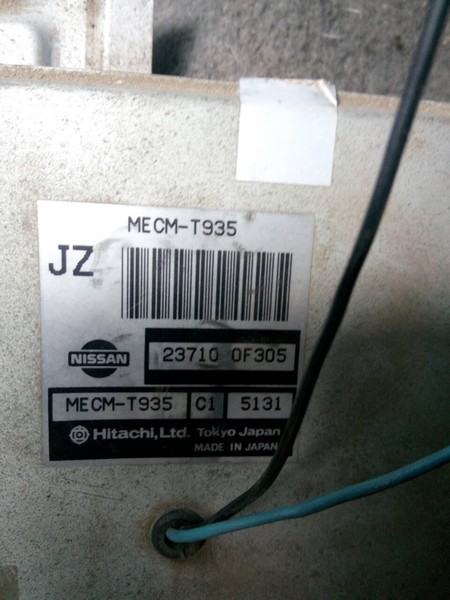 MECM-T935
JZ
NISSAN
23710 0F305
MECM-T935 C1 5131
Hitachi, Ltd. Tokyo Japan
MADE IN JAPAN